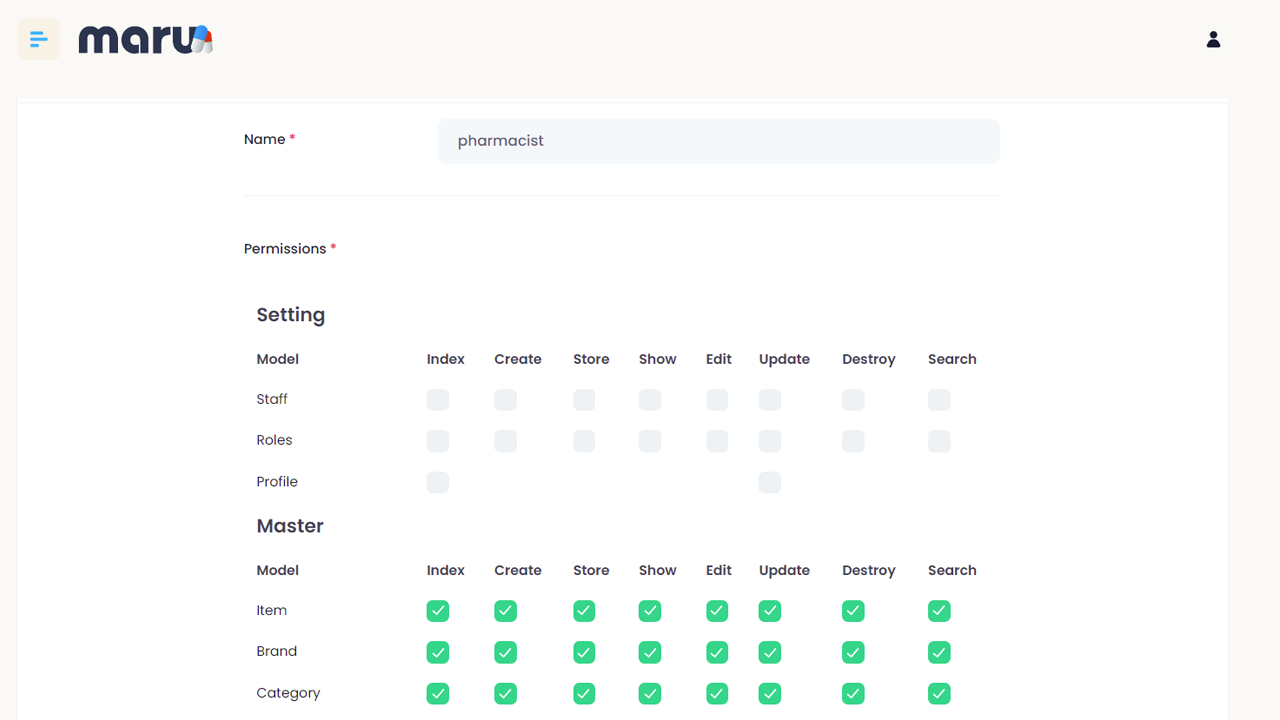 maru
Name *
pharmacist
Permissions *
Setting
Model Index Create Store Show Edit Update Destroy Search
Staff
Roles
Profile
Master
Model Index Create Store Show Edit Update Destroy Search
Item
Brand
Category